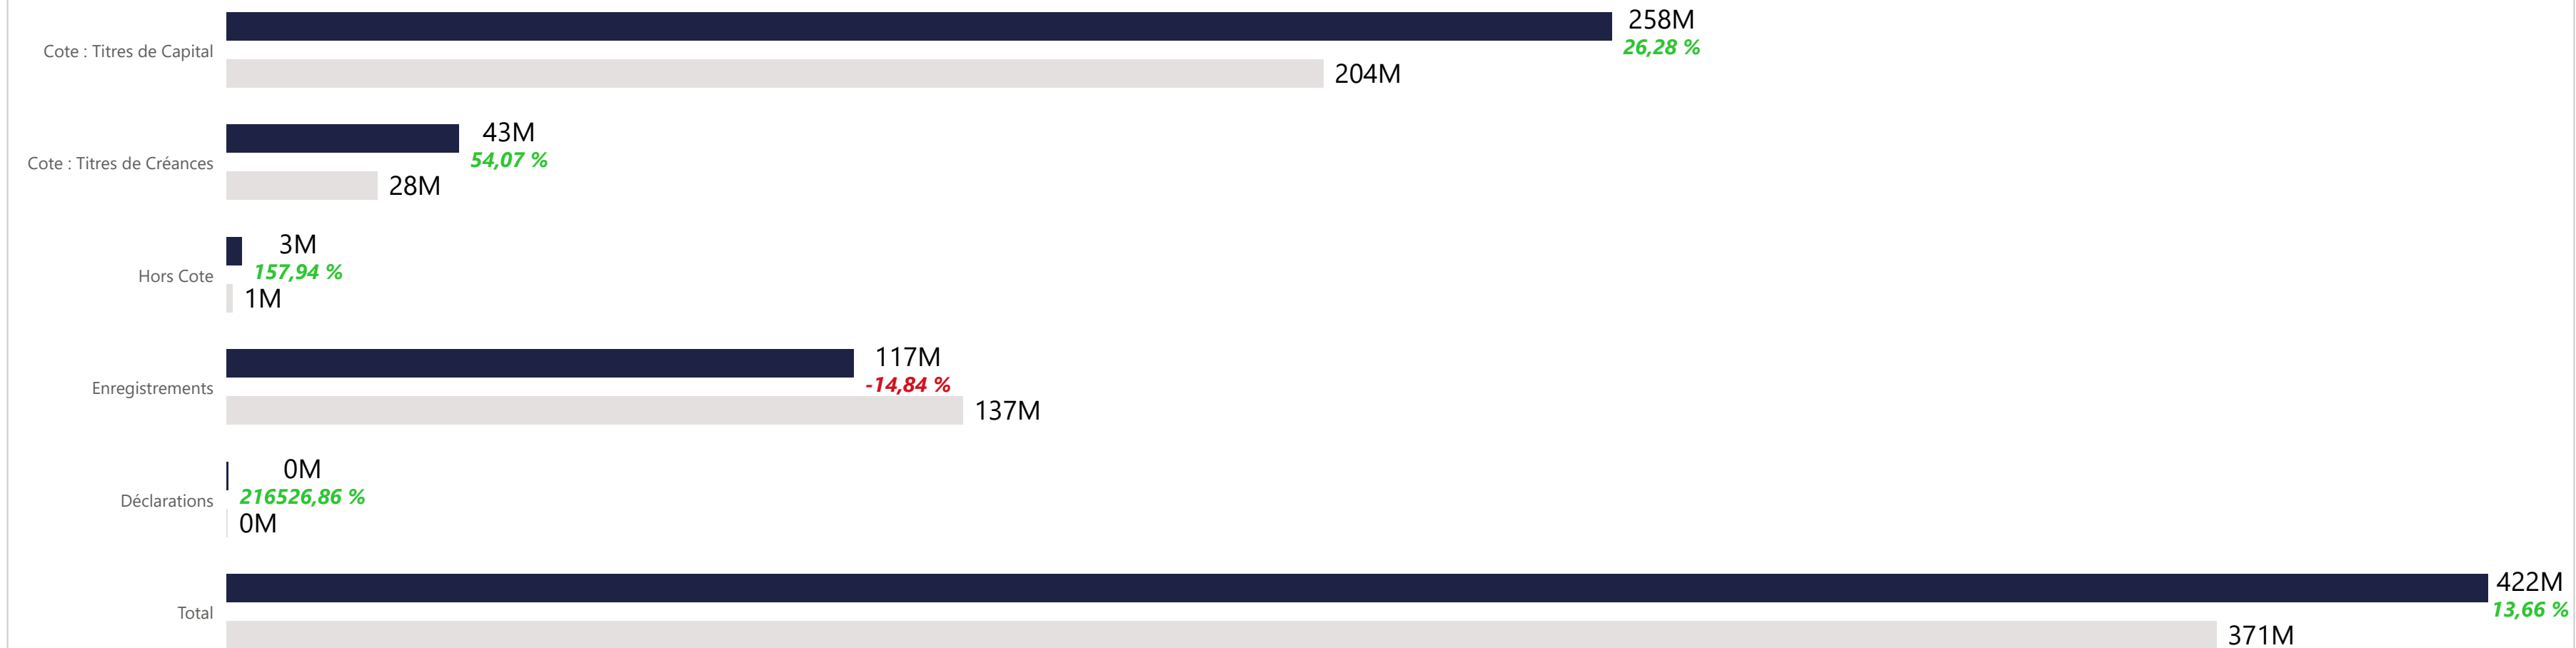 258M
Cote : Titres de Capital
26,28 %
204M
43M
Cote : Titres de Créances
54,07 %
28M
3M
Hors Cote
157,94 %
1M
117M
Enregistrements
-14,84 %
137M
0M
Déclarations
216526,86 %
0M
422M
Total
13,66 %
371M